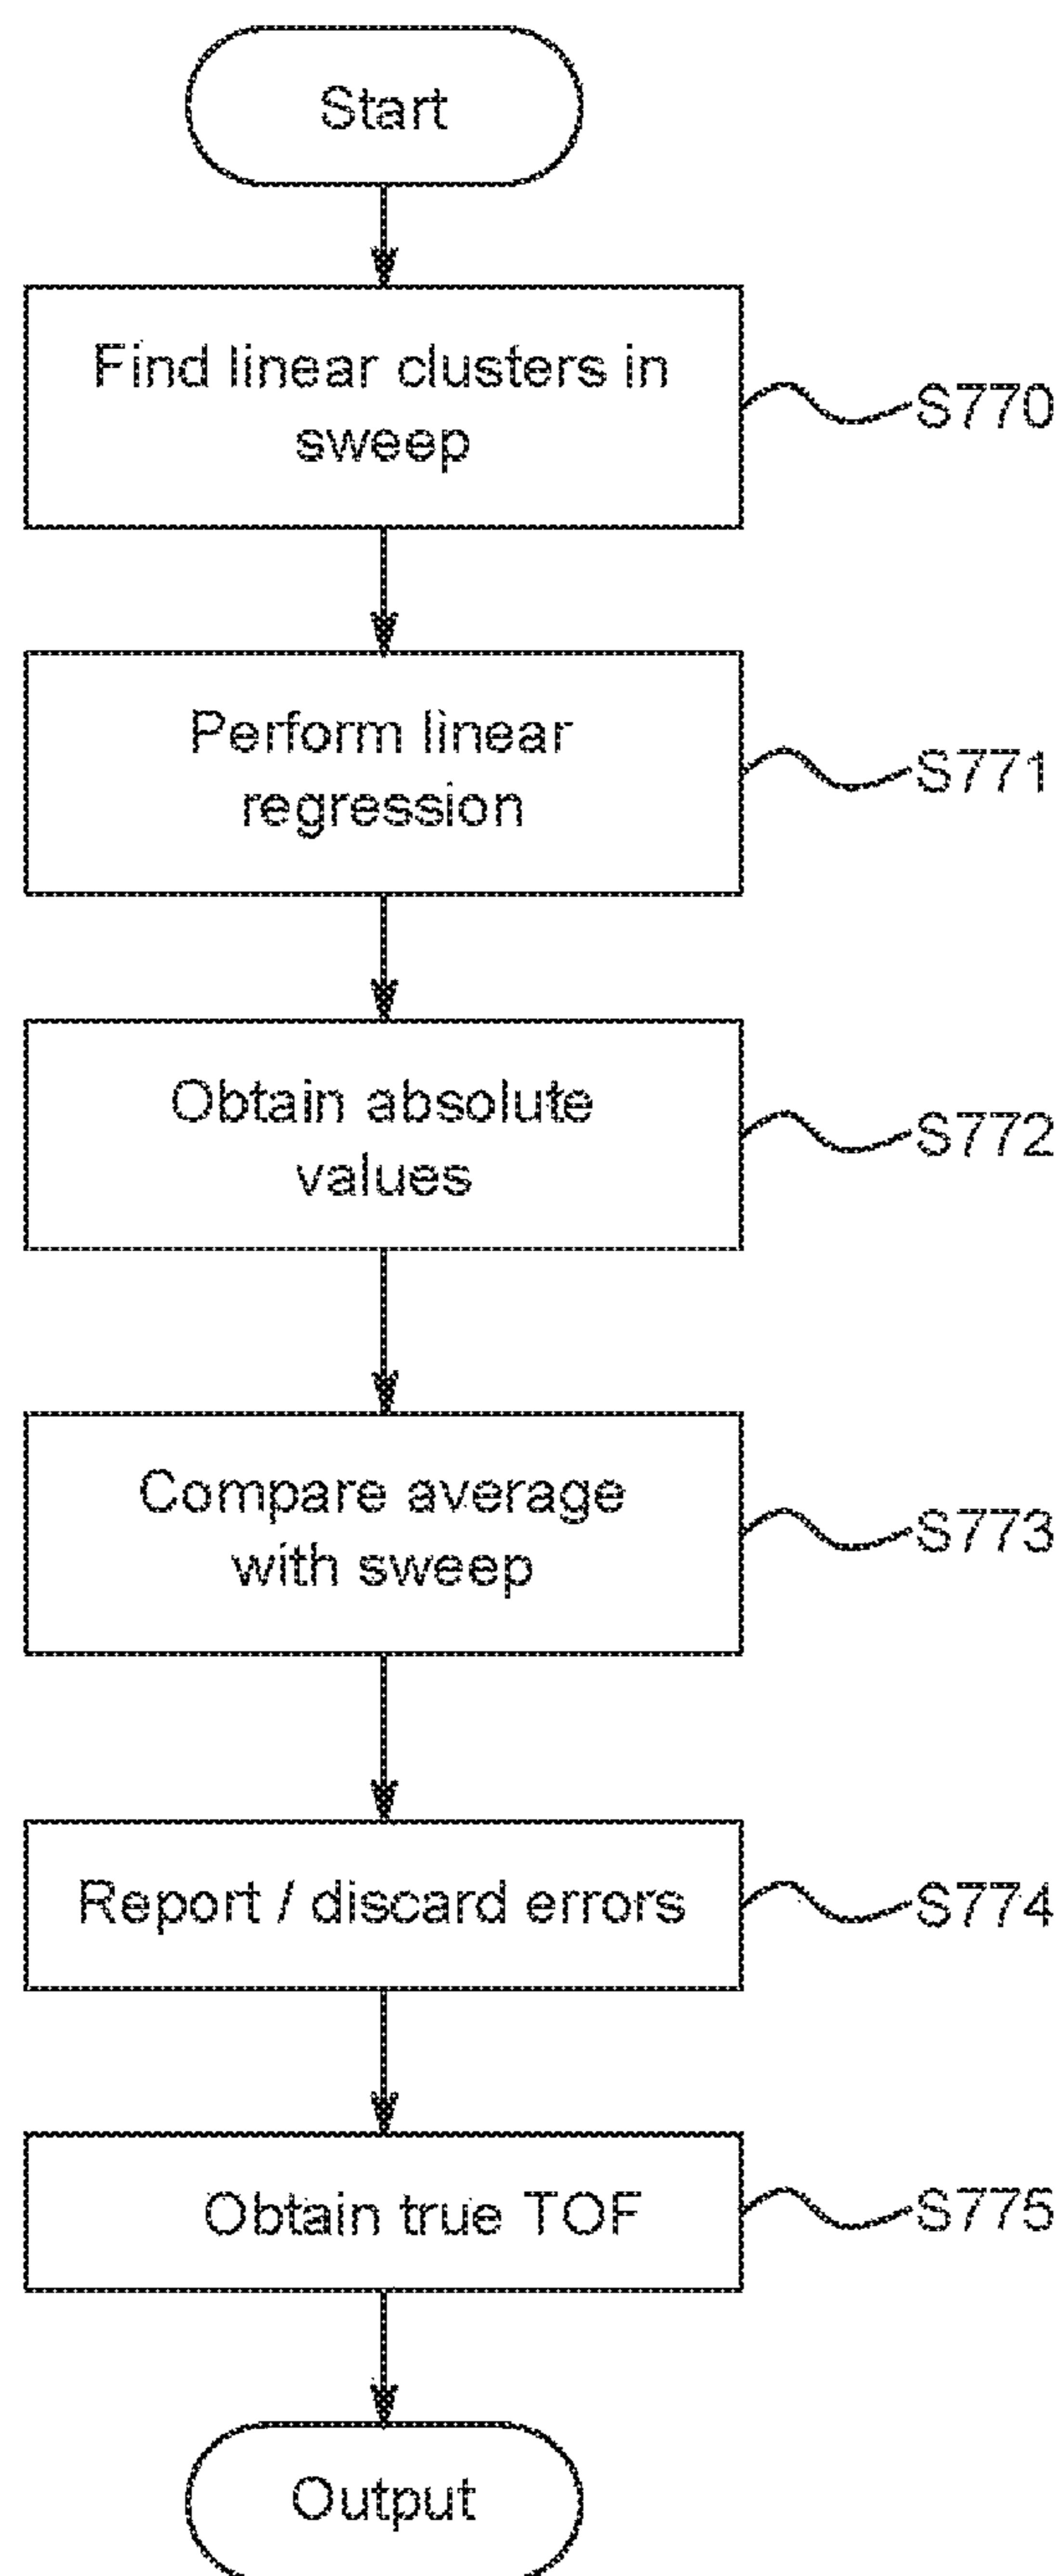 Start
Find linear clusters in
sweep
S770
Perform linear
regression
S771
Obtain absolute
values
S772
Compare average
with sweep
S773
Report / discard errors
S774
Obtain true TOF
S775
Output